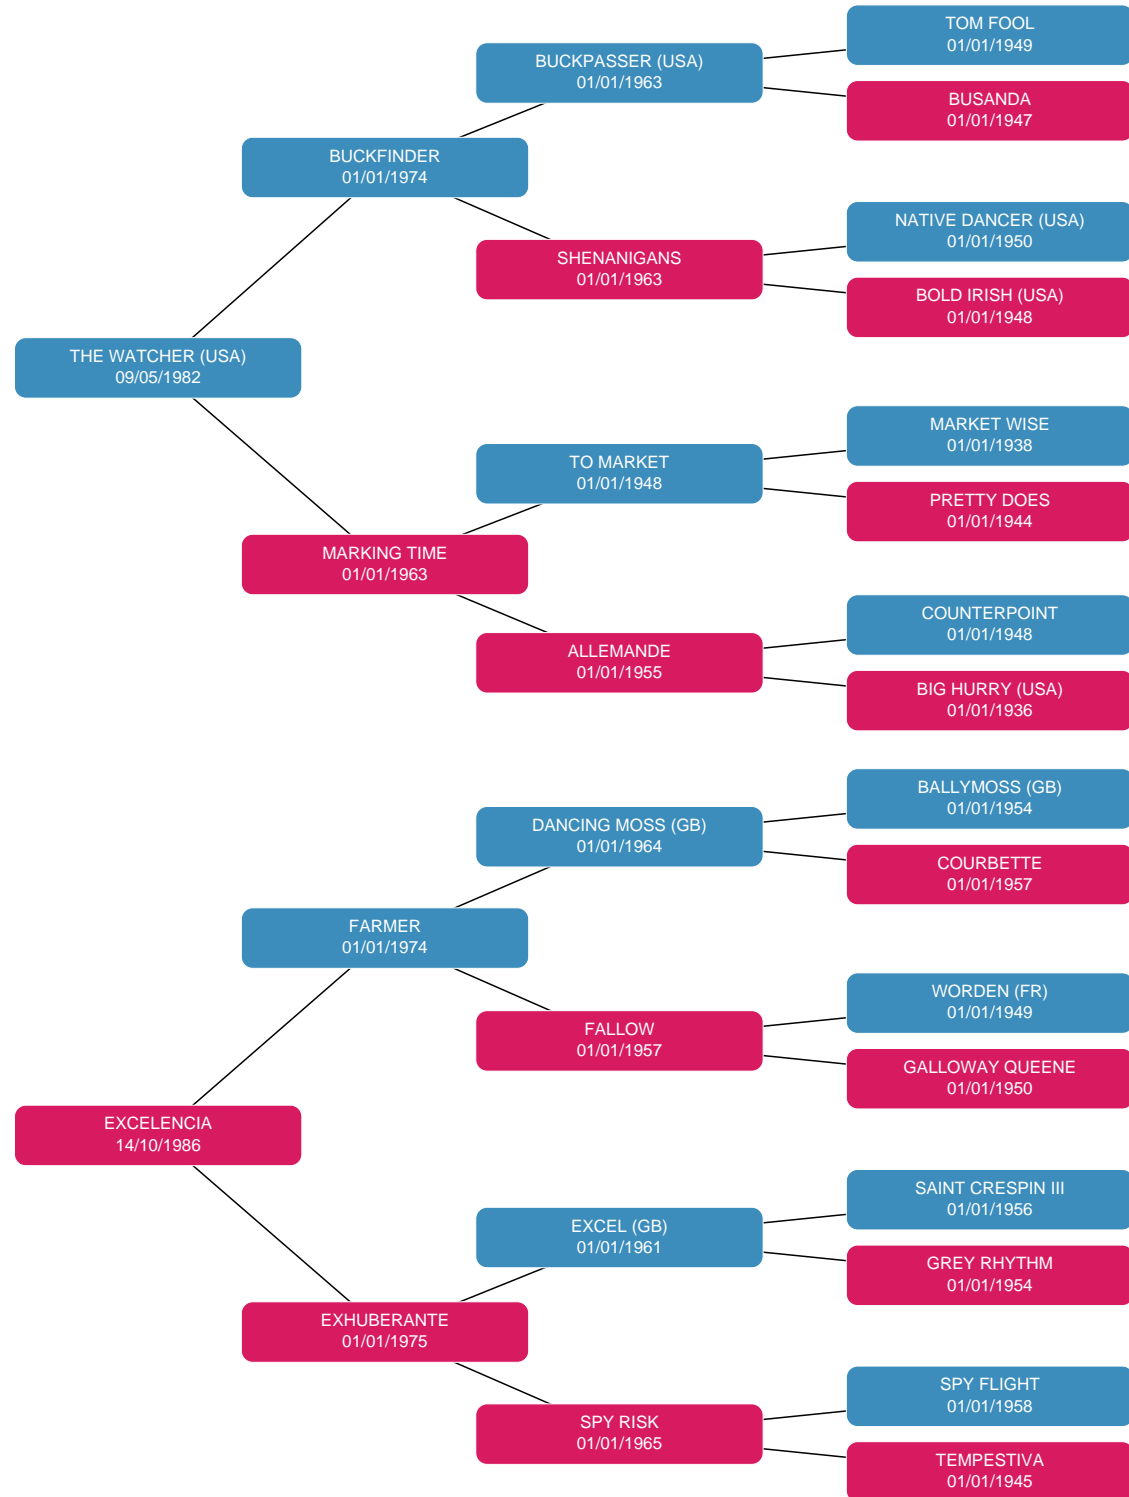 TOM FOOL
01/01/1949
BUCKPASSER (USA)
01/01/1963
BUSANDA
01/01/1947
BUCKFINDER
01/01/1974
NATIVE DANCER (USA)
01/01/1950
SHENANIGANS
01/01/1963
BOLD IRISH (USA)
01/01/1948
THE WATCHER (USA)
09/05/1982
MARKET WISE
01/01/1938
TO MARKET
01/01/1948
PRETTY DOES
01/01/1944
MARKING TIME
01/01/1963
COUNTERPOINT
01/01/1948
ALLEMANDE
01/01/1955
BIG HURRY (USA)
01/01/1936
BALLYMOSS (GB)
01/01/1954
DANCING MOSS (GB)
01/01/1964
COURBETTE
01/01/1957
FARMER
01/01/1974
WORDEN (FR)
01/01/1949
FALLOW
01/01/1957
GALLOWAY QUEENE
01/01/1950
EXCELENCIA
14/10/1986
SAINT CRESPIN III
01/01/1956
EXCEL (GB)
01/01/1961
GREY RHYTHM
01/01/1954
EXHUBERANTE
01/01/1975
SPY FLIGHT
01/01/1958
SPY RISK
01/01/1965
TEMPESTIVA
01/01/1945